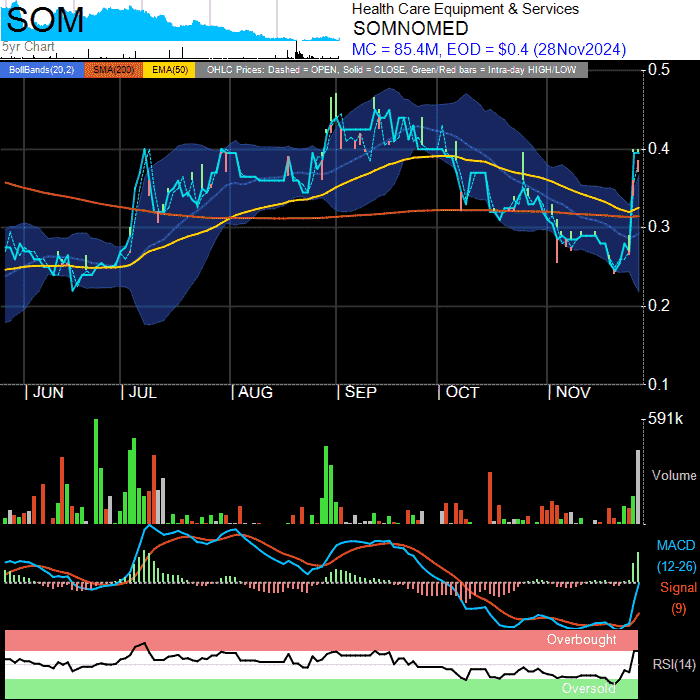 SOM
5yr Chart
Health Care Equipment & Services
SOMNOMED
MC = 85.4M, EOD = $0.4 (28Nov2024)
BollBands(20,2) SMA(200) EMA(50) OHLC Prices: Dashed = OPEN, Solid = CLOSE, Green/Red bars = Intra-day HIGH/LOW
0.5
0.4
0.3
0.2
0.1
JUN JUL AUG SEP OCT NOV
591k
Volume
MACD
(12-26)
Signal
(9)
Overbought
RSI(14)
Oversold